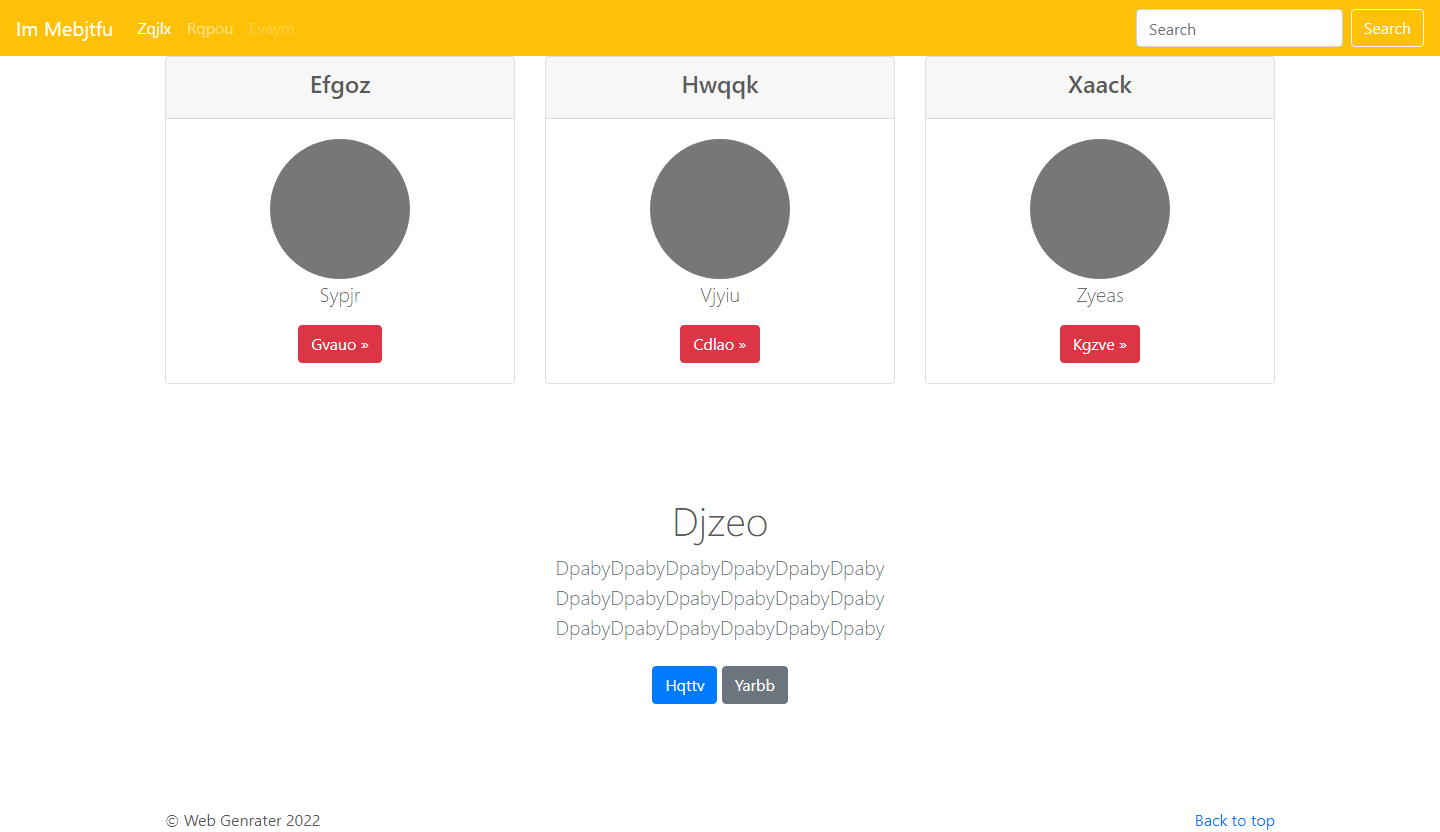 Im Mebjtfu Zqjlx Rqpou Evaym Search Search
Efgoz Hwqqk Xaack
Sypjr Vjyiu Zyeas
Gvauo » Cdlao » Kgzve »
Djzeo
DpabyDpabyDpabyDpabyDpabyDpaby
DpabyDpabyDpabyDpabyDpabyDpaby
DpabyDpabyDpabyDpabyDpabyDpaby
Hqttv Yarbb
© Web Genrater 2022 Back to top